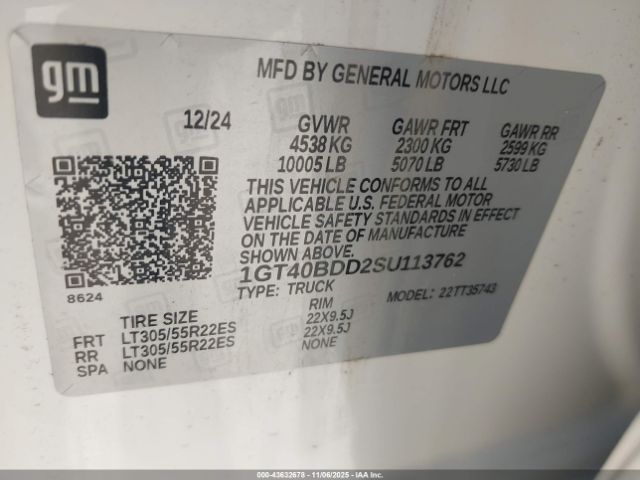 gm
MFD BY GENERAL MOTORS LLC
12/24 GVWR GAWR FRT GAWR RR
4538 KG 2300 KG 2599 KG
10005 LB 5070 LB 5730 LB
THIS VEHICLE CONFORMS TO ALL
APPLICABLE U.S. FEDERAL MOTOR
VEHICLE SAFETY STANDARDS IN EFFECT
ON THE DATE OF MANUFACTURE
SHOWN ABOVE.
1GT40BDD2SU113762
8624
TYPE: TRUCK MODEL: 22TT35743
TIRE SIZE RIM
FRT LT305/55R22ES 22X9.5J
RR LT305/55R22ES 22X9.5J
SPA NONE NONE
000-43632678 - 11/06/2025 - IAAI, Inc.